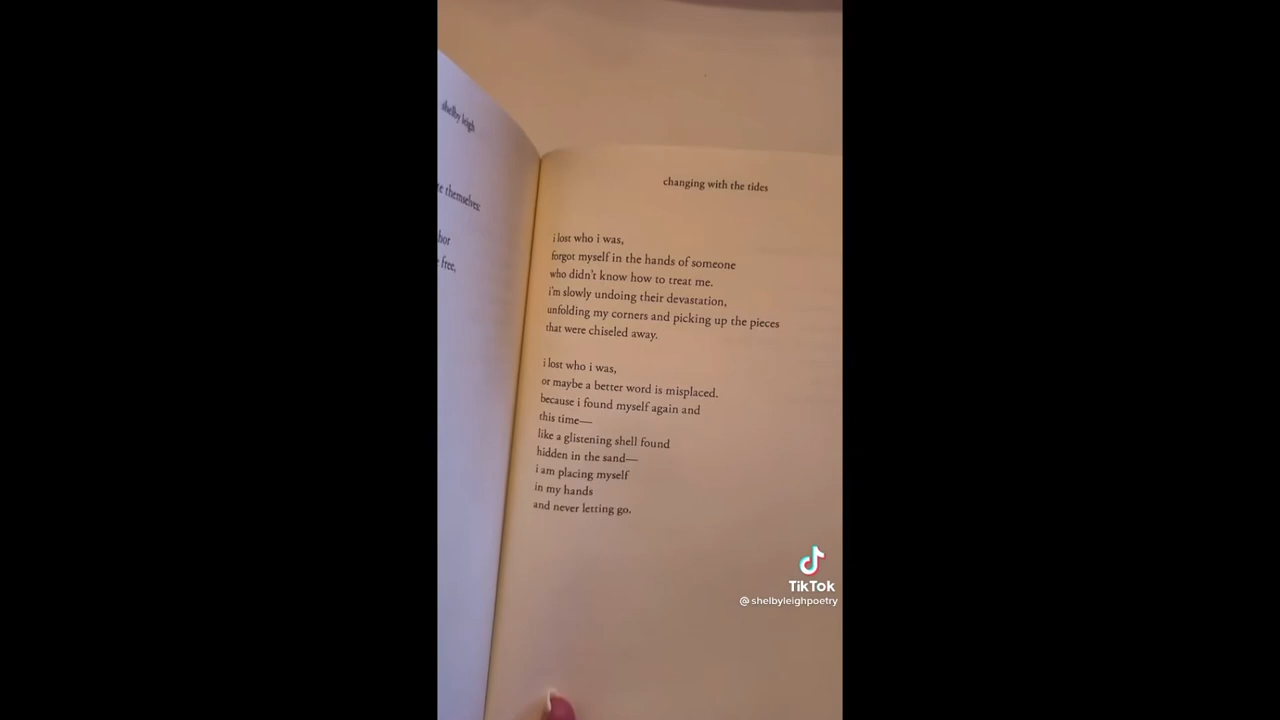 shelby leigh
themselves:
free.
changing with the tides
i lost who i was,
forgot myself in the hands of someone
who didn't know how to treat me.
i'm slowly undoing their devastation,
unfolding my corners and picking up the pieces
that were chiseled away.
i lost who i was,
or maybe a better word is misplaced.
because i found myself again and
this time—
like a glistening shell found
hidden in the sand—
i am placing myself
in my hands
and never letting go.
TikTok
@ shelbyleighpoetry